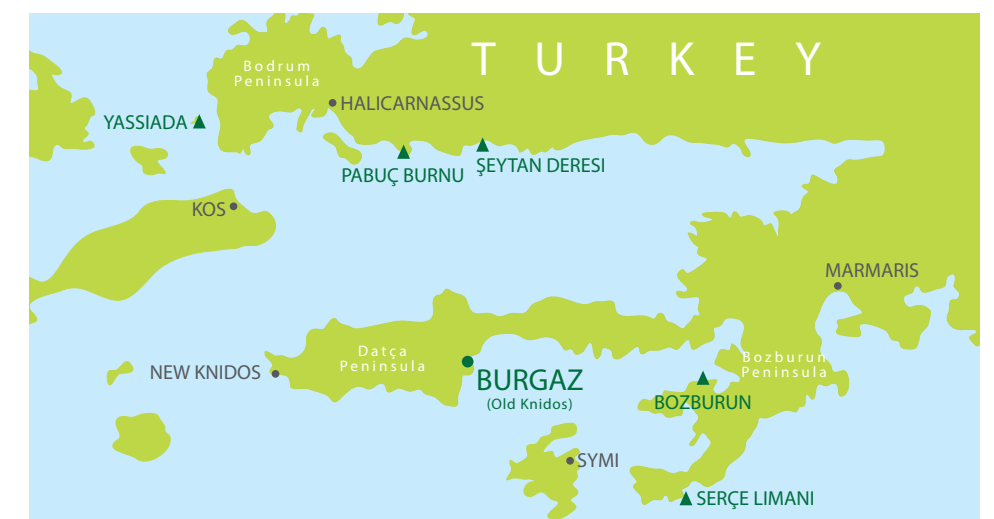 TURKEY
Bodrum
Peninsula
HALICARNASSUS
YASSIADA
PABUÇ BURNU
ŞEYTAN DERESI
KOS
MARMARIS
Datça
Peninsula
NEW KNIDOS
BURGAZ
(Old Knidos)
Bozburun
Peninsula
BOZBURUN
SYMI
SERÇE LIMANI